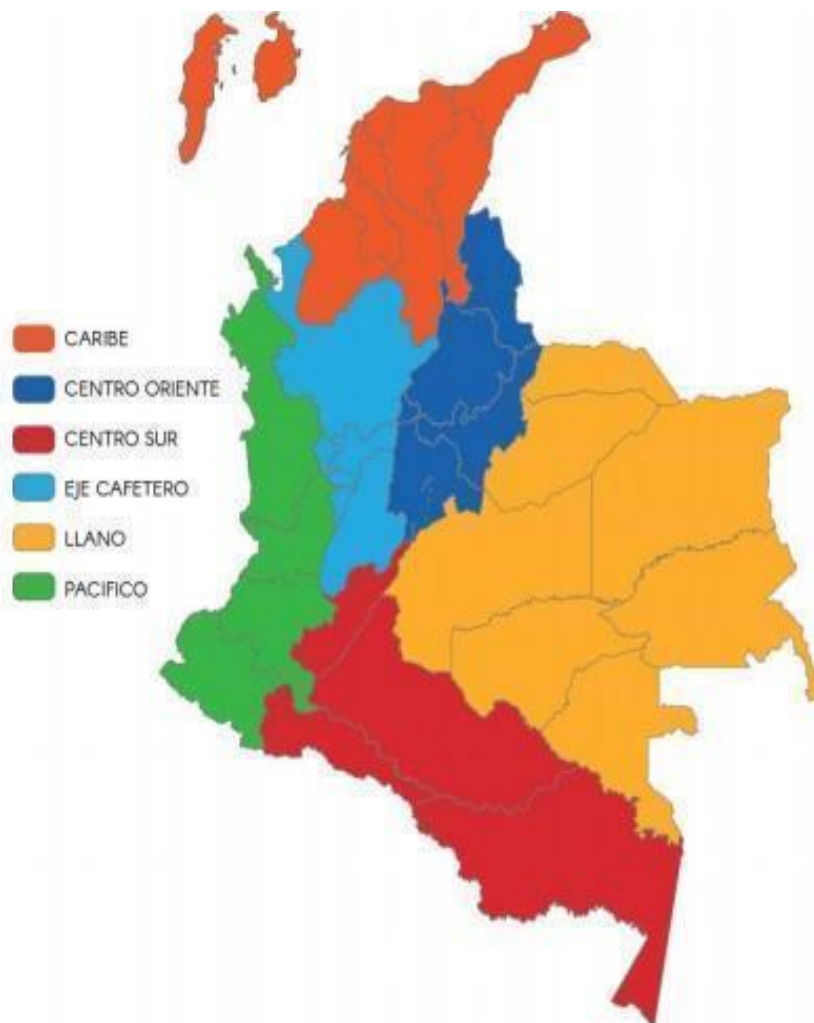 CARIBE
CENTRO ORIENTE
CENTRO SUR
EJE CAFETERO
LLANO
PACIFICO